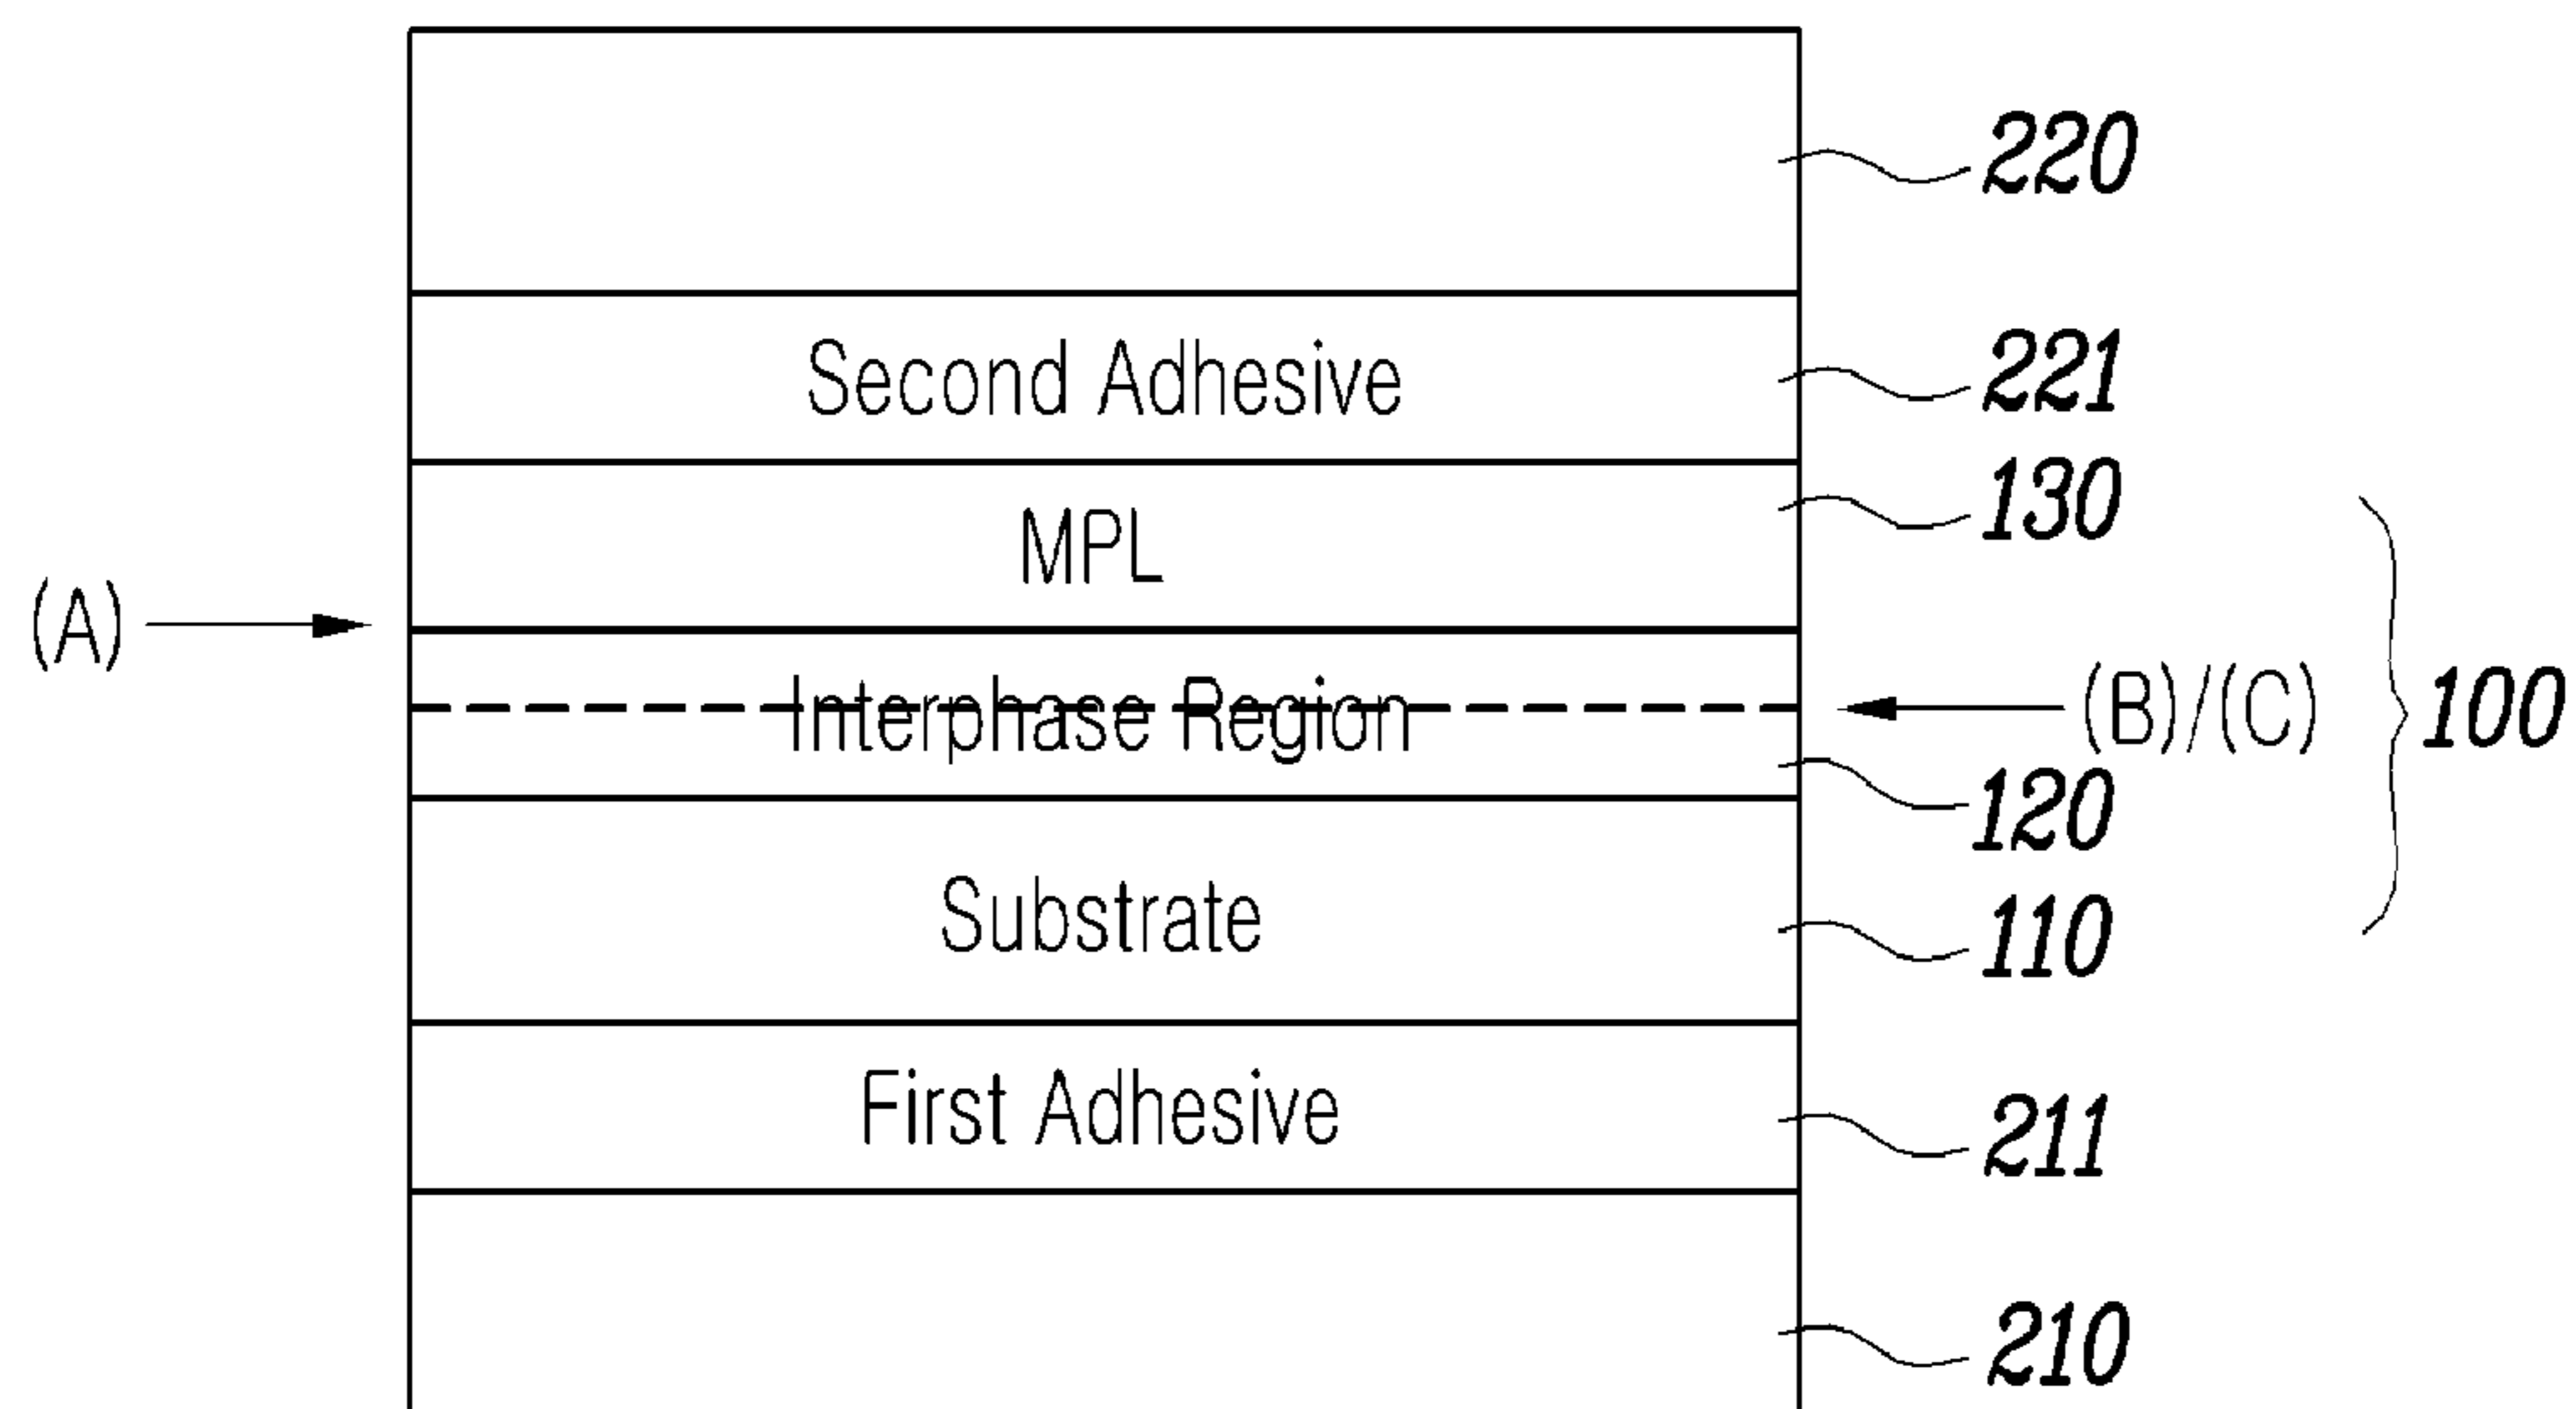 220
Second Adhesive 221
MPL 130
(A)
Interphase Region (B)/(C) 100
120
Substrate 110
First Adhesive 211
210